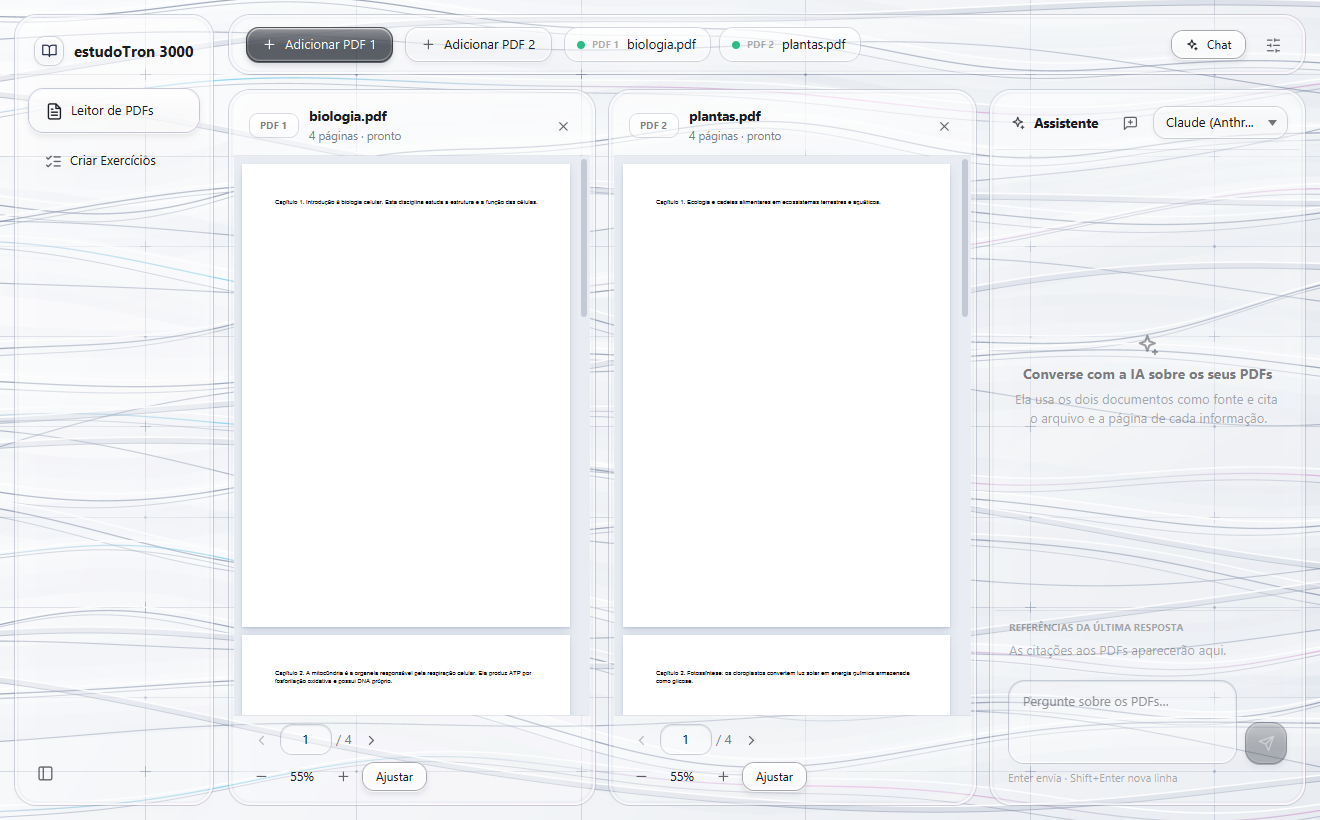 estudoTron 3000
Leitor de PDFs
Criar Exercícios
Adicionar PDF 1
Adicionar PDF 2
PDF 1 biologia.pdf
PDF 2 plantas.pdf
Chat
PDF 1
biologia.pdf
4 páginas · pronto
Capítulo 1. Introdução à biologia celular. Esta disciplina estuda a estrutura e a função das células.
Capítulo 2. A mitocôndria é a organela responsável pela respiração celular. Ela produz ATP por
fosforilação oxidativa e possui DNA próprio.
1 / 4
55%
Ajustar
PDF 2
plantas.pdf
4 páginas · pronto
Capítulo 1. Ecologia e cadeias alimentares em ecossistemas terrestres e aquáticos.
Capítulo 2. Fotossíntese: os cloroplastos convertem luz solar em energia química armazenada
como glicose.
1 / 4
55%
Ajustar
Assistente
Claude (Anthr...
Converse com a IA sobre os seus PDFs
Ela usa os dois documentos como fonte e cita
o arquivo e a página de cada informação.
REFERÊNCIAS DA ÚLTIMA RESPOSTA
As citações aos PDFs aparecerão aqui.
Pergunte sobre os PDFs...
Enter envia · Shift+Enter nova linha